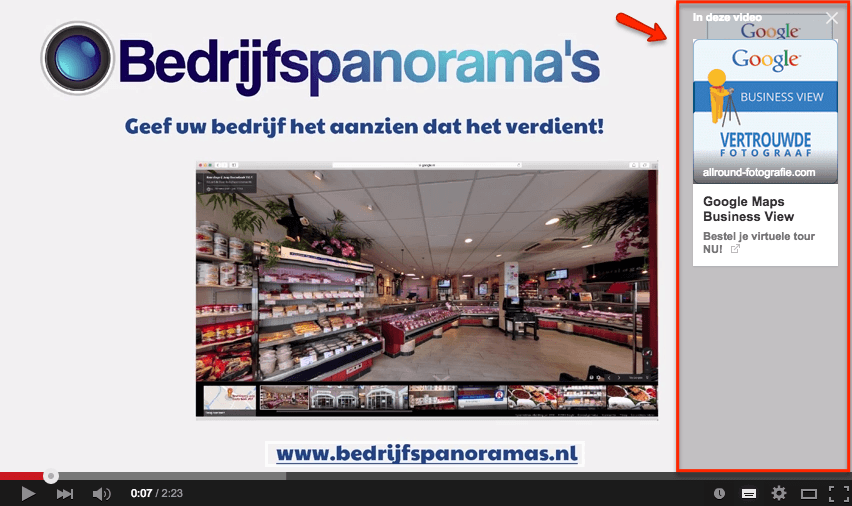 Bedrijfspanorama's
Geef uw bedrijf het aanzien dat het verdient!
www.bedrijfspanoramas.nl
In deze video
Google
Google
BUSINESS VIEW
VERTROUWDE
FOTOGRAAF
allround-fotografie.com
Google Maps
Business View
Bestel je virtuele tour
NU!
0:07 / 2:23